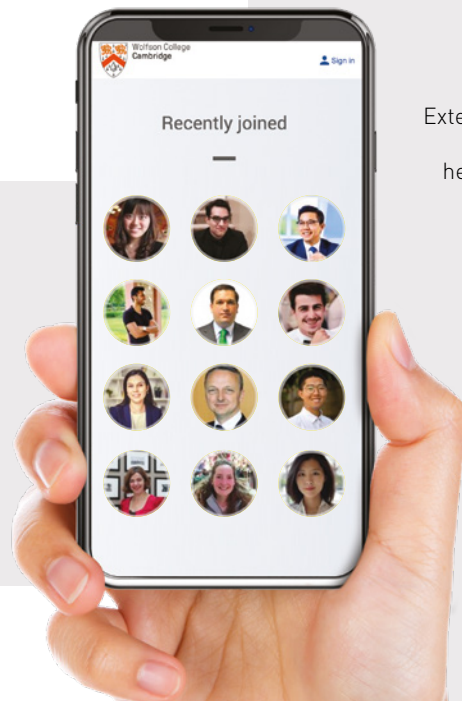 Wolfson College
Cambridge
Sign in
Recently joined
Exte
he